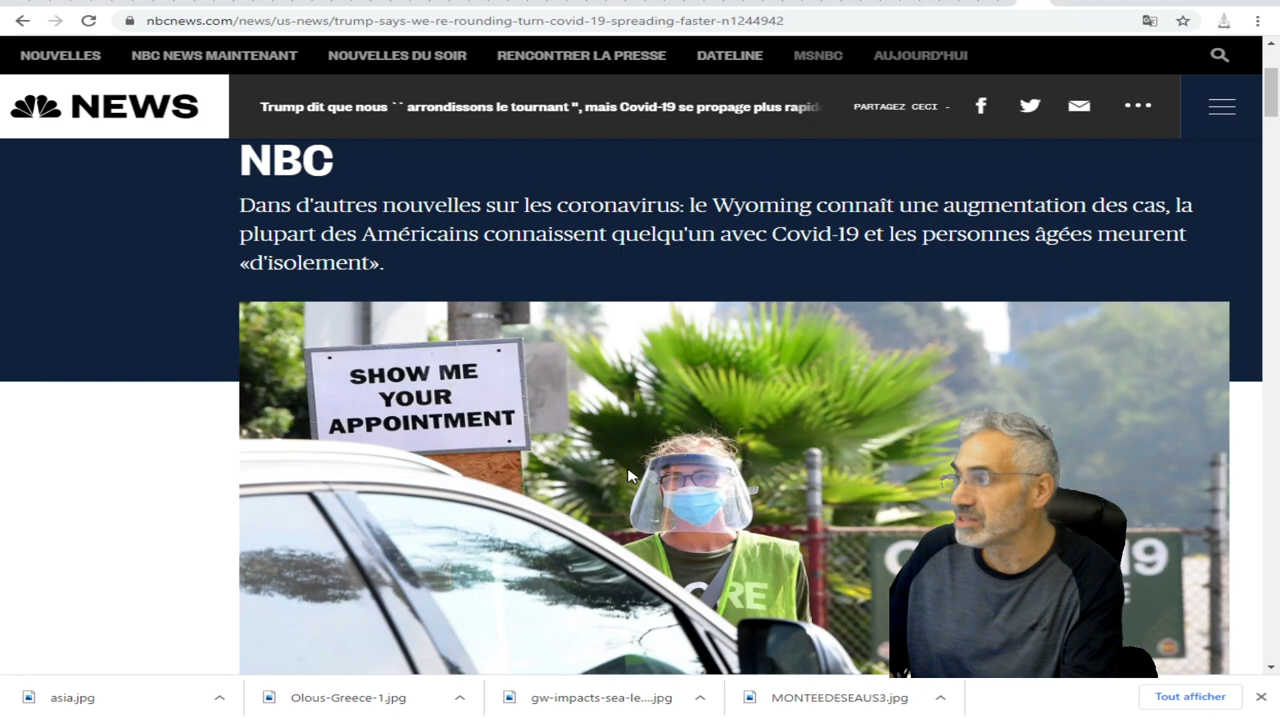 nbcnews.com/news/us-news/trump-says-we-re-rounding-turn-covid-19-spreading-faster-n1244942
NOUVELLES NBC NEWS MAINTENANT NOUVELLES DU SOIR RENCONTRER LA PRESSE DATELINE MSNBC AUJOURD'HUI
NEWS Trump dit que nous `` arrondissons le tournant ", mais Covid-19 se propage plus rapid PARTAGEZ CECI -
NBC
Dans d'autres nouvelles sur les coronavirus: le Wyoming connaît une augmentation des cas, la
plupart des Américains connaissent quelqu'un avec Covid-19 et les personnes âgées meurent
«d'isolement».
SHOW ME
YOUR
APPOINTMENT
19
RE
asia.jpg Olous-Greece-1.jpg gw-impacts-sea-le....jpg MONTEEDESEAUS3.jpg Tout afficher